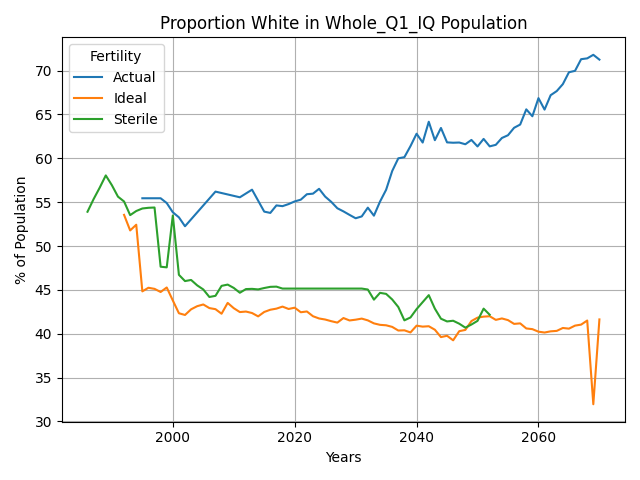 Proportion White in Whole_Q1_IQ Population
Fertility
Actual
Ideal
Sterile
% of Population
70
65
60
55
50
45
40
35
30
2000
2020
2040
2060
Years